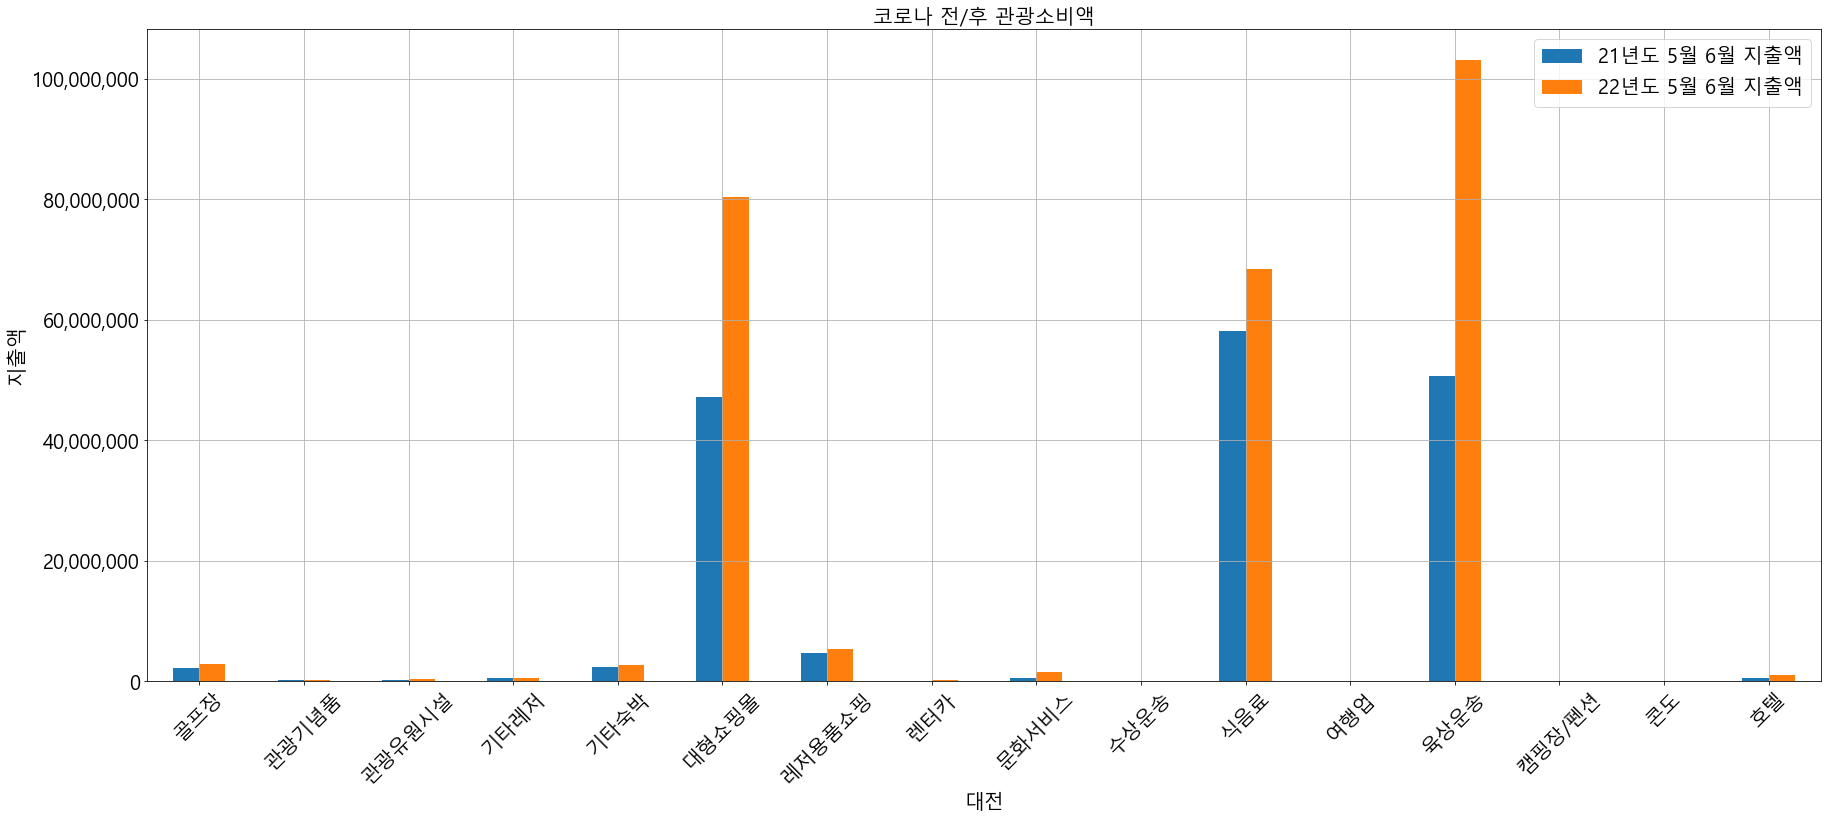 코로나 전/후 관광소비액
21년도 5월 6월 지출액
22년도 5월 6월 지출액
지출액
100,000,000
80,000,000
60,000,000
40,000,000
20,000,000
0
골프장
관광기념품
관광유원시설
기타레저
기타숙박
대형쇼핑몰
레저용품쇼핑
렌터카
문화서비스
수상운송
식음료
여행업
육상운송
캠핑장/펜션
콘도
호텔
대전